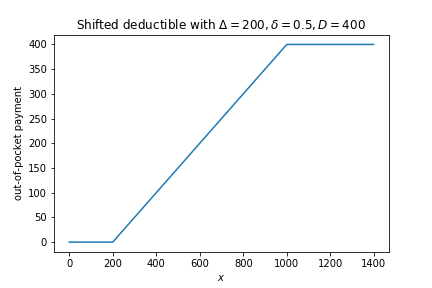 Shifted deductible with Δ = 200, δ = 0.5, D = 400
400
350
300
250
200
150
100
50
0
out-of-pocket payment
0 200 400 600 800 1000 1200 1400
x